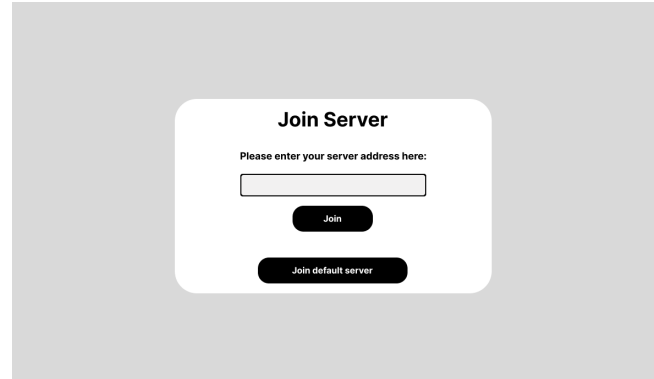 Join Server
Please enter your server address here:
Join
Join default server